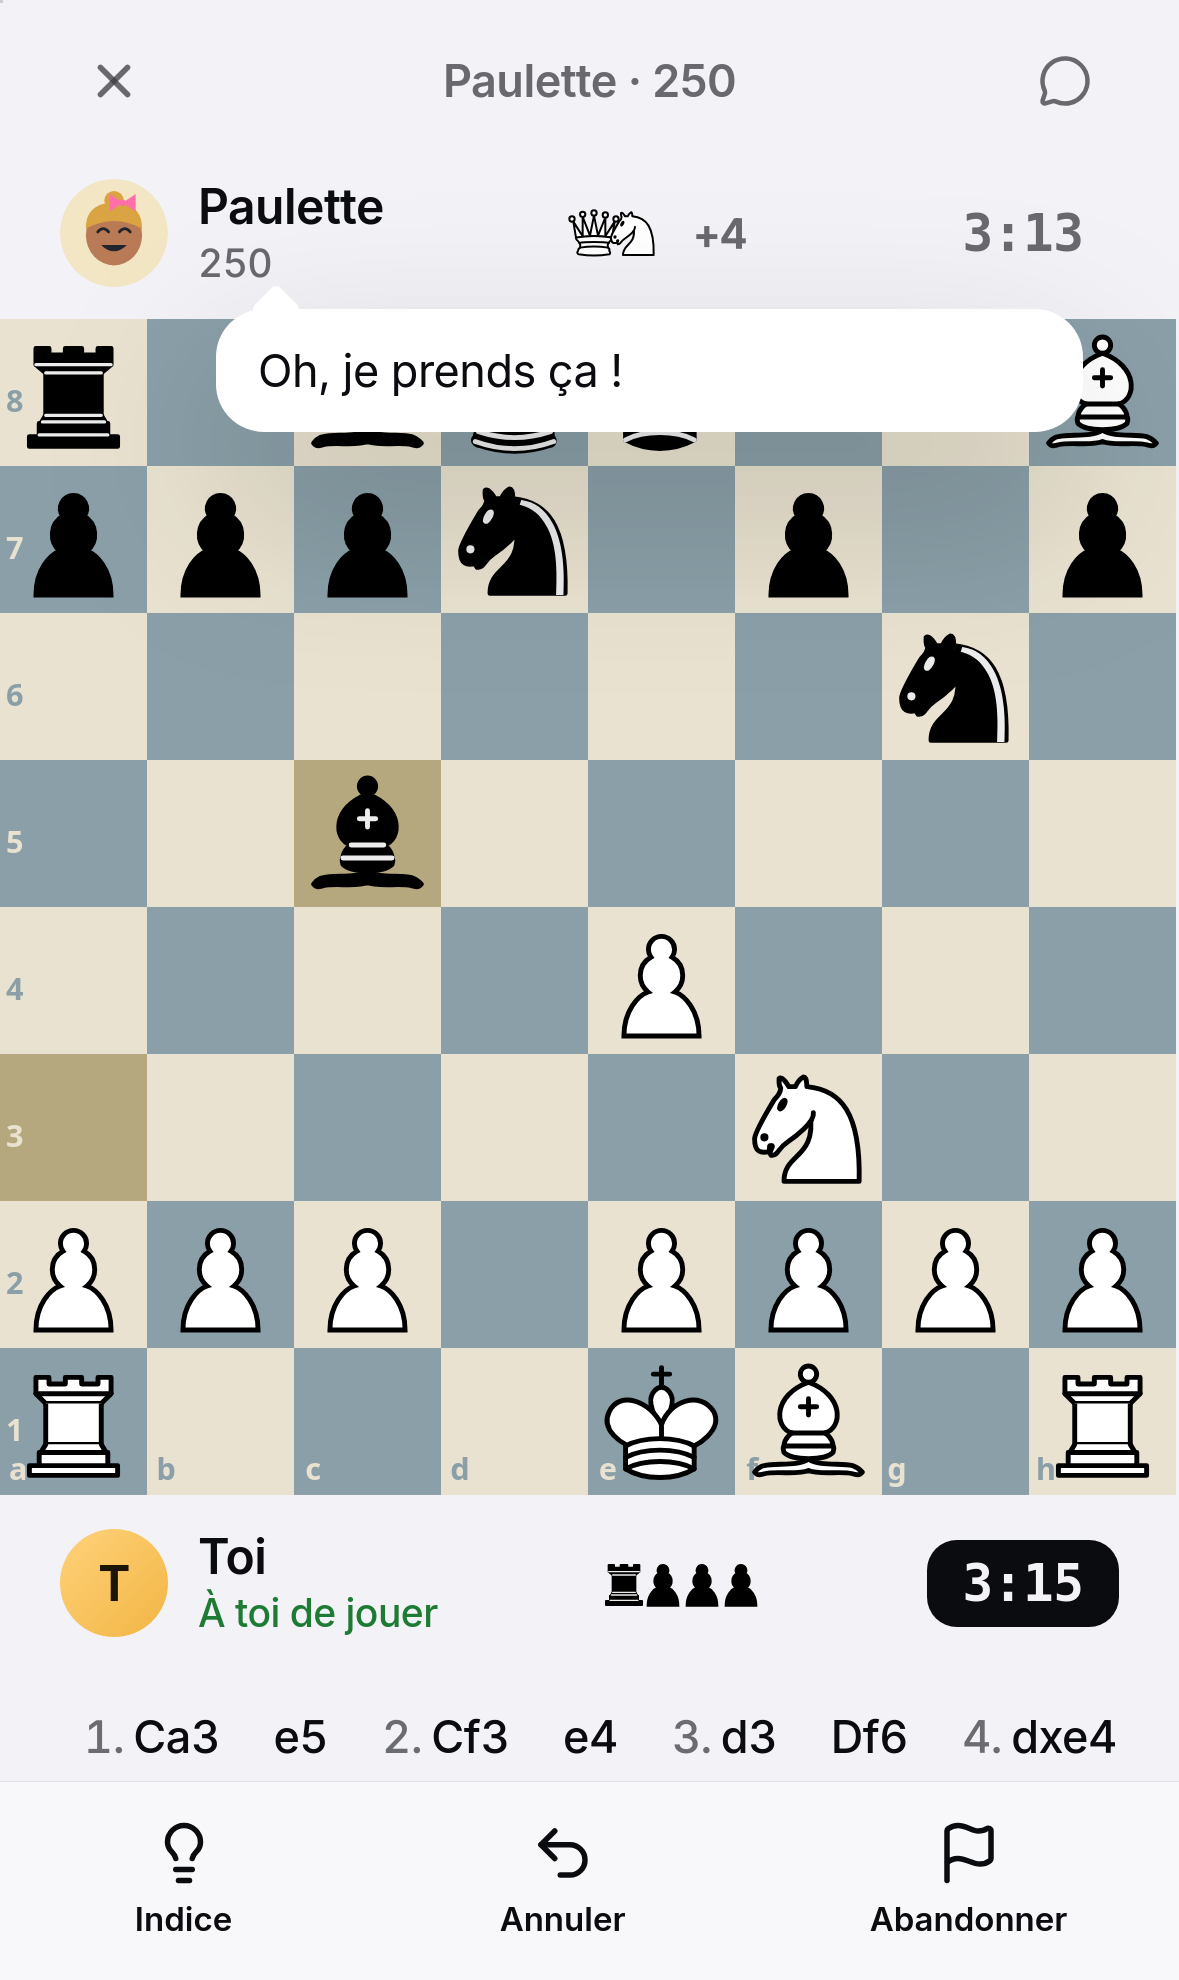 Paulette · 250
Paulette
250
+4
3:13
Oh, je prends ça !
8
7
6
5
4
3
2
1
a b c d e f g h
Toi
À toi de jouer
3:15
T
1. Ca3 e5 2. Cf3 e4 3. d3 Df6 4. dxe4
Indice Annuler Abandonner